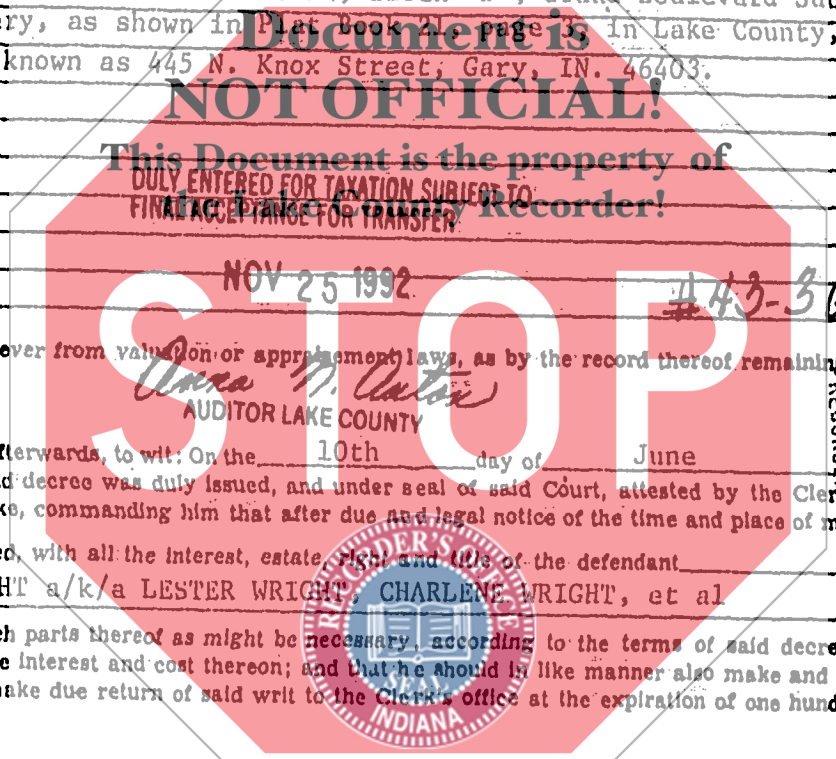 ry, as shown in Plat Book 21, page 3, in Lake County,
Document is
known as 445 N. Knox Street, Gary, IN. 46403.
NOT OFFICIAL!
This Document is the property of
the Lake County Recorder!
DULY ENTERED FOR TAXATION SUBJECT TO
FINAL ACCEPTANCE FOR TRANSFER
NOV 25 1992
STOP
#43-3
ever from valuation or appraisement laws, as by the record thereof remainin
Anna N. Anton
AUDITOR LAKE COUNTY
fterwards, to wit: On the 10th day of June
d decree was duly issued, and under seal of said Court, attested by the Cle
ke, commanding him that after due and legal notice of the time and place of
ed, with all the interest, estate, right and title of the defendant
HT a/k/a LESTER WRIGHT, CHARLENE WRIGHT, et al
ch parts thereof as might be necessary, according to the terms of said decre
e interest and cost thereon; and that he should in like manner also make and
ake due return of said writ to the Clerk's office at the expiration of one hund
RECORDER'S OFFICE
SEAL
INDIANA